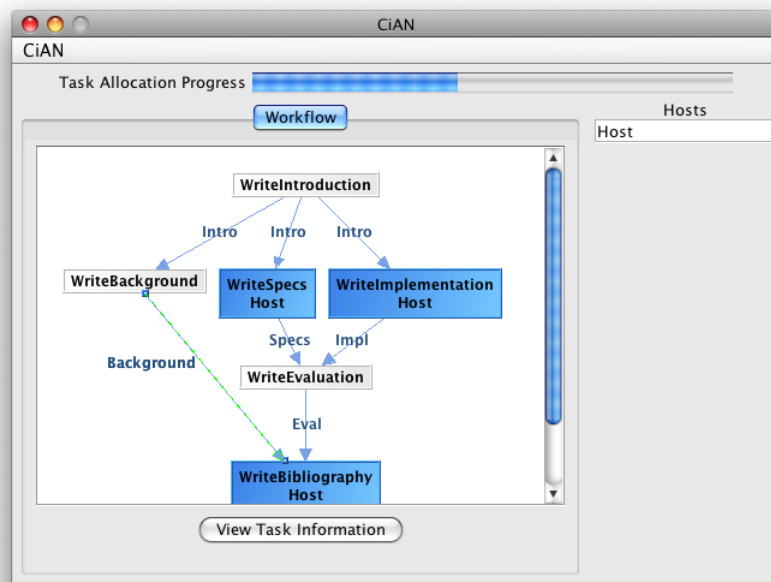 CiAN
CiAN
Task Allocation Progress
Workflow
Hosts
Host
WriteIntroduction
Intro
Intro
Intro
WriteBackground
WriteSpecs
Host
WriteImplementation
Host
Specs
Impl
Background
WriteEvaluation
Eval
WriteBibliography
Host
View Task Information